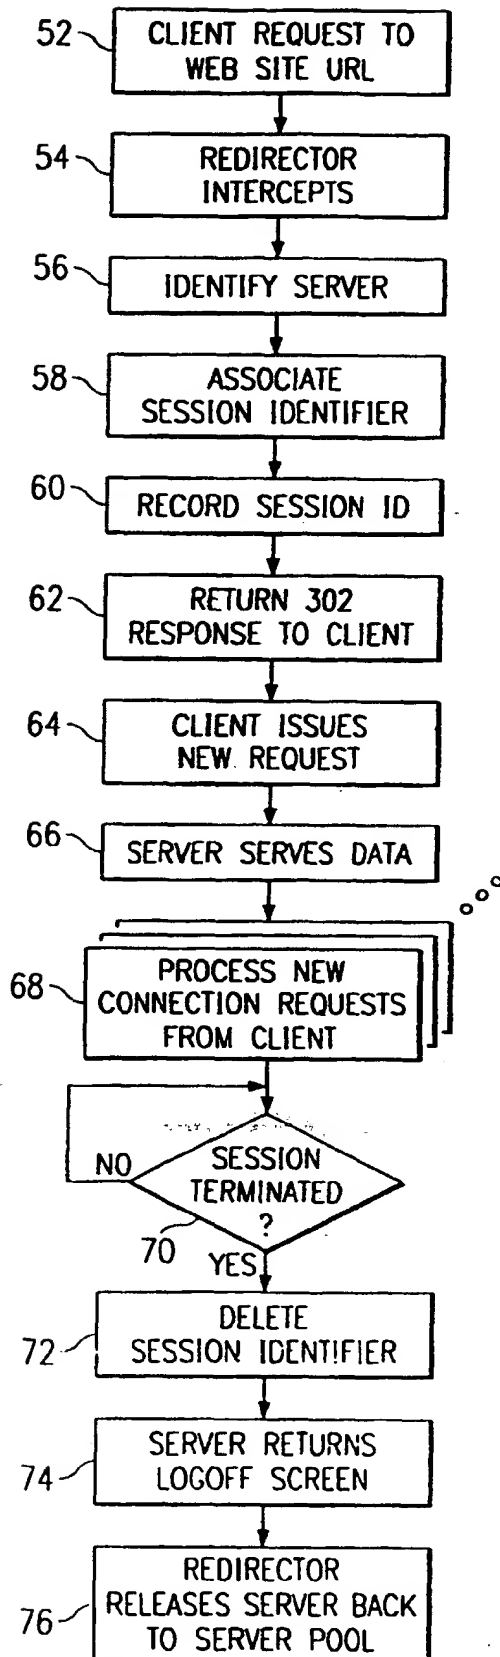 52
CLIENT REQUEST TO
WEB SITE URL
54
REDIRECTOR
INTERCEPTS
56
IDENTIFY SERVER
58
ASSOCIATE
SESSION IDENTIFIER
60
RECORD SESSION ID
62
RETURN 302
RESPONSE TO CLIENT
64
CLIENT ISSUES
NEW REQUEST
66
SERVER SERVES DATA
68
PROCESS NEW
CONNECTION REQUESTS
FROM CLIENT
NO
SESSION
TERMINATED
?
70
YES
72
DELETE
SESSION IDENTIFIER
74
SERVER RETURNS
LOGOFF SCREEN
76
REDIRECTOR
RELEASES SERVER BACK
TO SERVER POOL